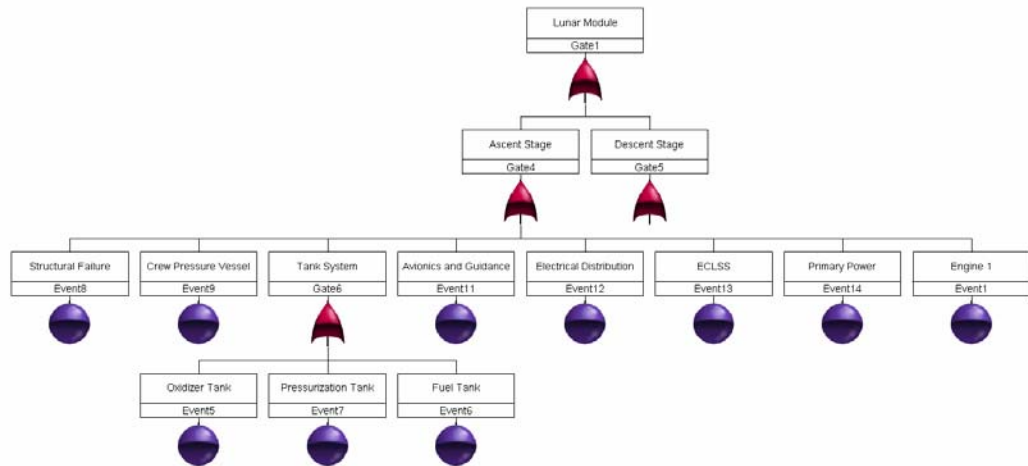 Lunar Module
Gate1
Ascent Stage
Gate4
Descent Stage
Gate5
Structural Failure
Event8
Crew Pressure Vessel
Event9
Tank System
Gate6
Avionics and Guidance
Event11
Electrical Distribution
Event12
ECLSS
Event13
Primary Power
Event14
Engine 1
Event1
Oxidizer Tank
Event5
Pressurization Tank
Event7
Fuel Tank
Event6